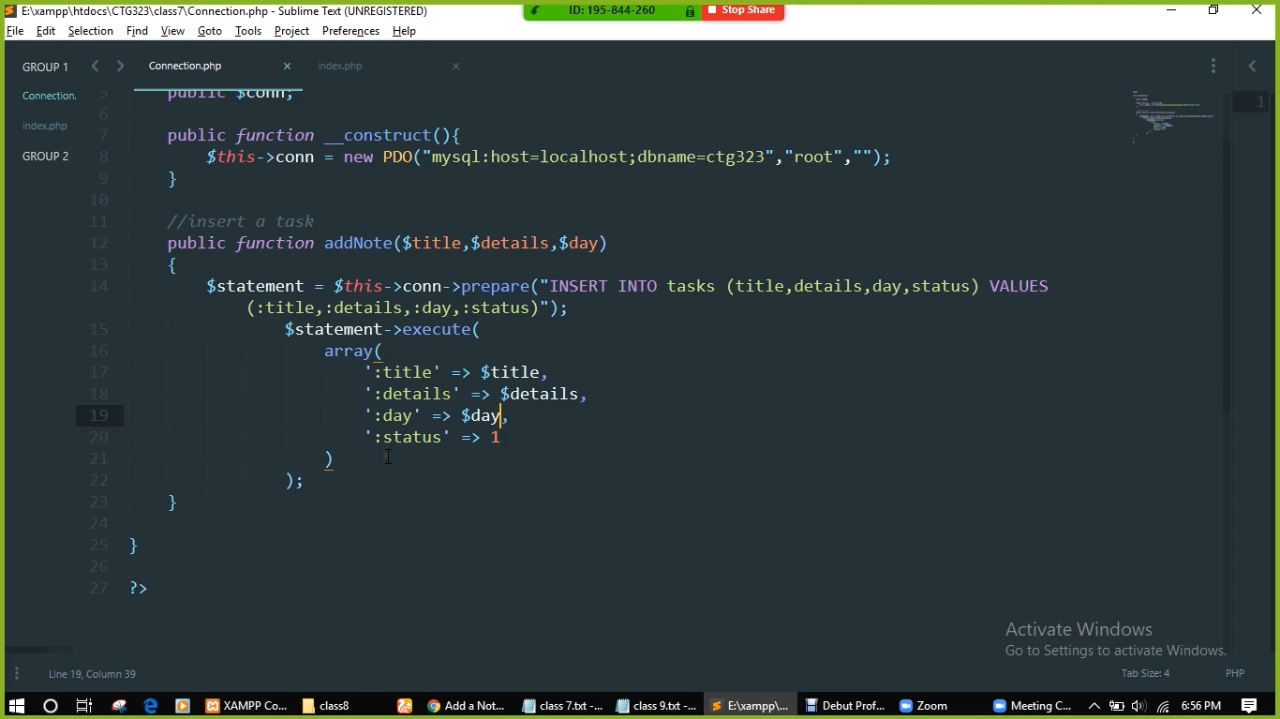 E:\xampp\htdocs\CTG323\class7\Connection.php - Sublime Text (UNREGISTERED)
ID: 195-844-260
Stop Share
File Edit Selection Find View Goto Tools Project Preferences Help
GROUP 1
Connection.php
index.php
Connection.
index.php
GROUP 2
1
5 public $conn;
6
7 public function __construct(){
8 $this->conn = new PDO("mysql:host=localhost;dbname=ctg323","root","");
9 }
10
11 //insert a task
12 public function addNote($title,$details,$day)
13 {
14 $statement = $this->conn->prepare("INSERT INTO tasks (title,details,day,status) VALUES
(:title,:details,:day,:status)");
15 $statement->execute(
16 array(
17 ':title' => $title,
18 ':details' => $details,
19 ':day' => $day,
20 ':status' => 1
21 )
22 );
23 }
24
25 }
26
27 ?>
Activate Windows
Go to Settings to activate Windows.
Line 19, Column 39
Tab Size: 4
PHP
XAMPP Co...
class8
Add a Not...
class 7.txt -...
class 9.txt -...
E:\xampp\...
Debut Prof...
Zoom
Meeting C...
6:56 PM